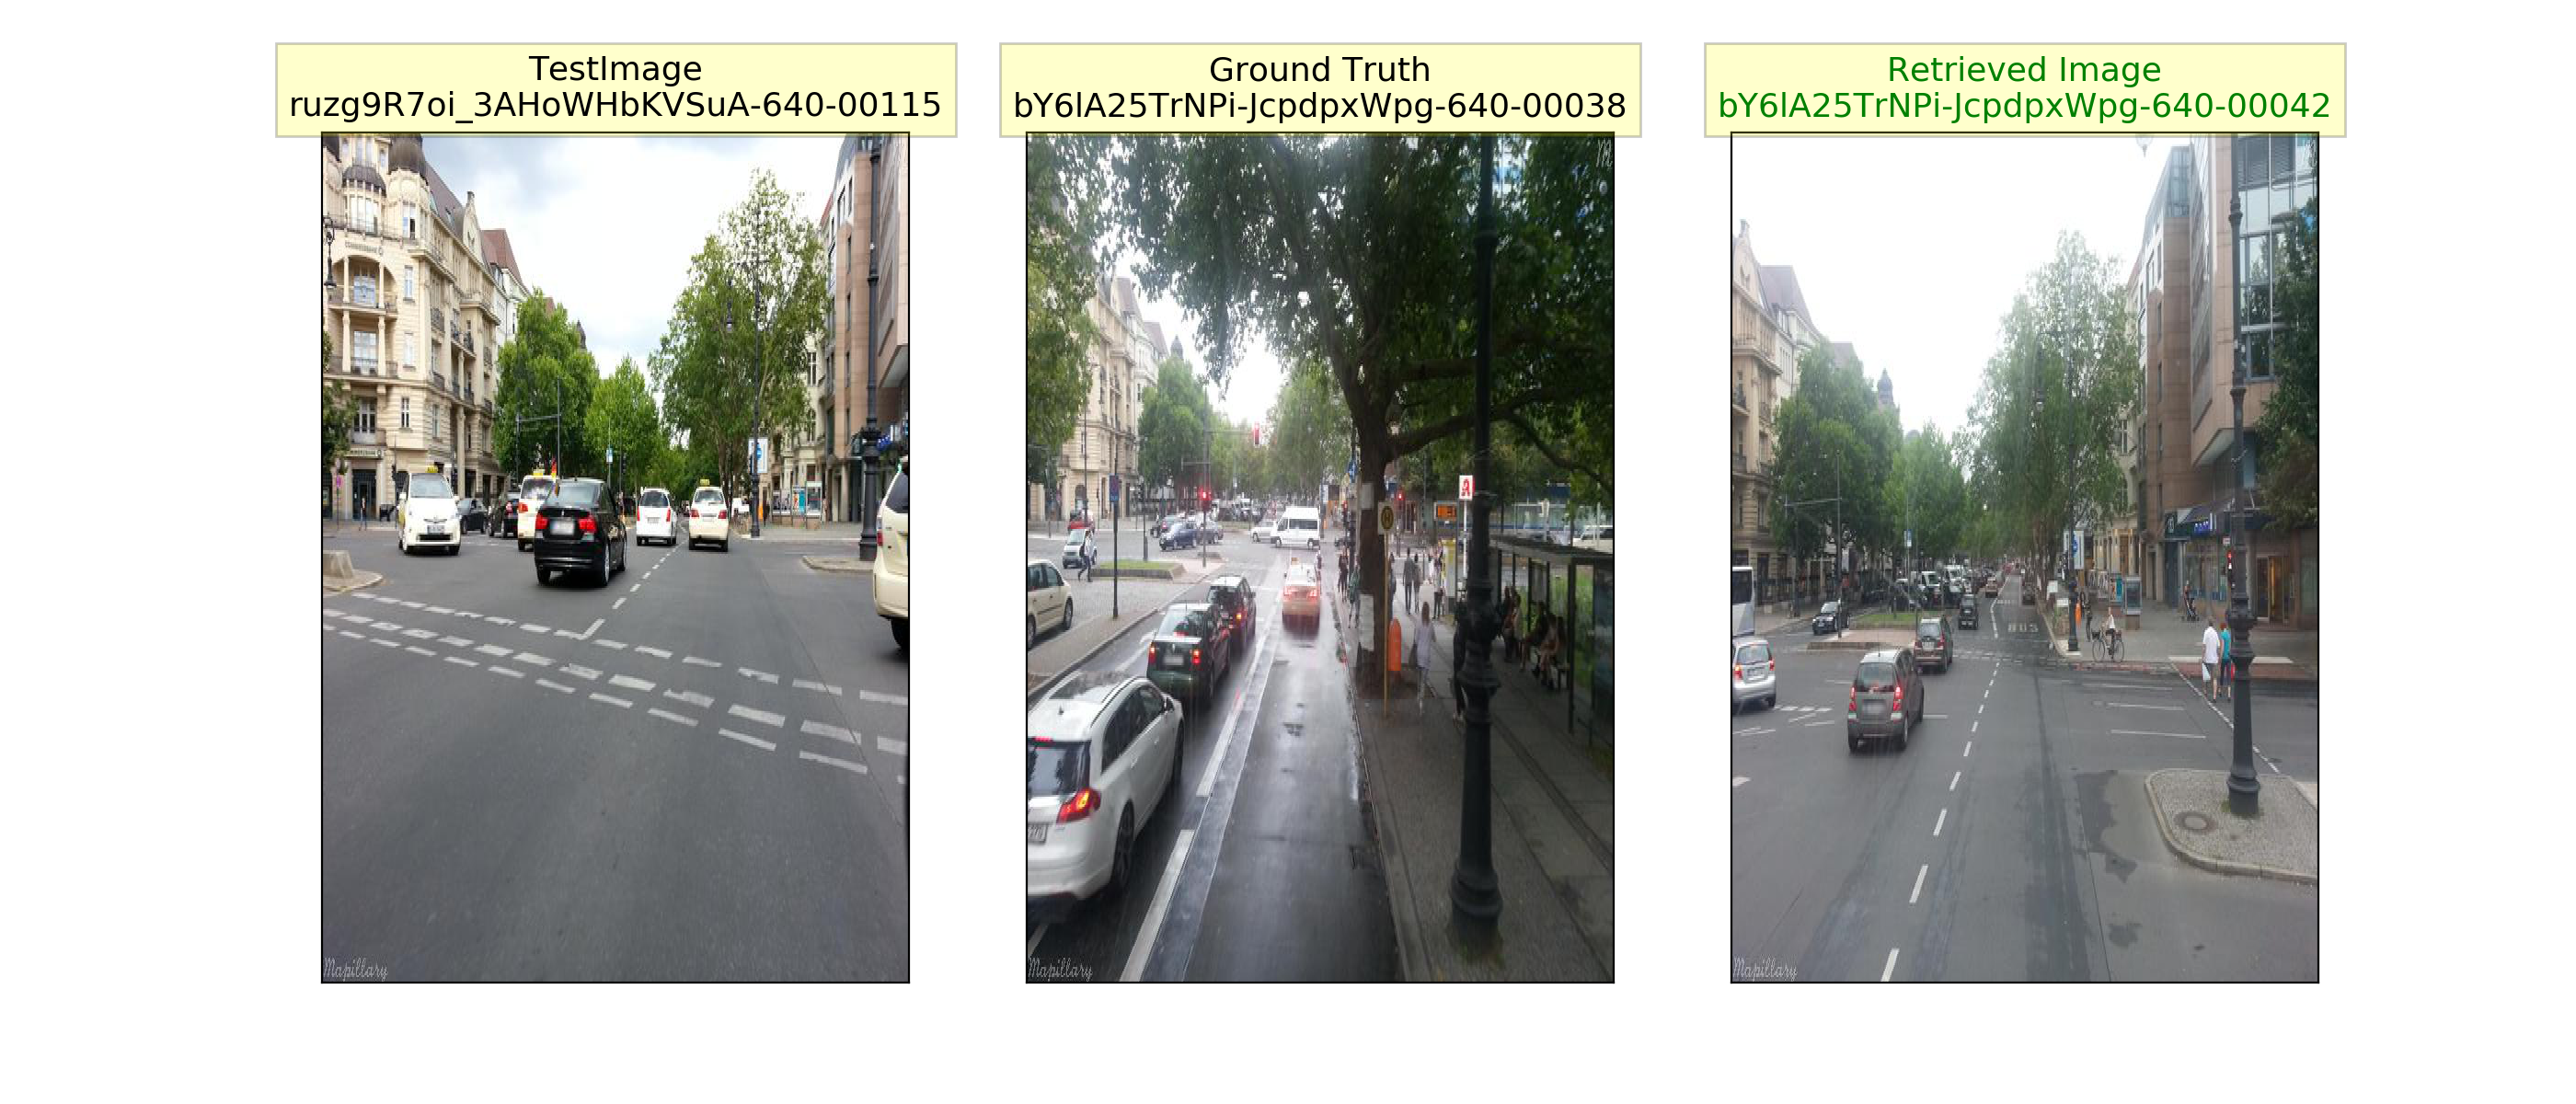 TestImage
ruzg9R7oi_3AHoWHbKVSuA-640-00115
Ground Truth
bY6lA25TrNPi-JcpdpxWpg-640-00038
Retrieved Image
bY6lA25TrNPi-JcpdpxWpg-640-00042
M
BUS
Mapillary
Mapillary
Mapillary